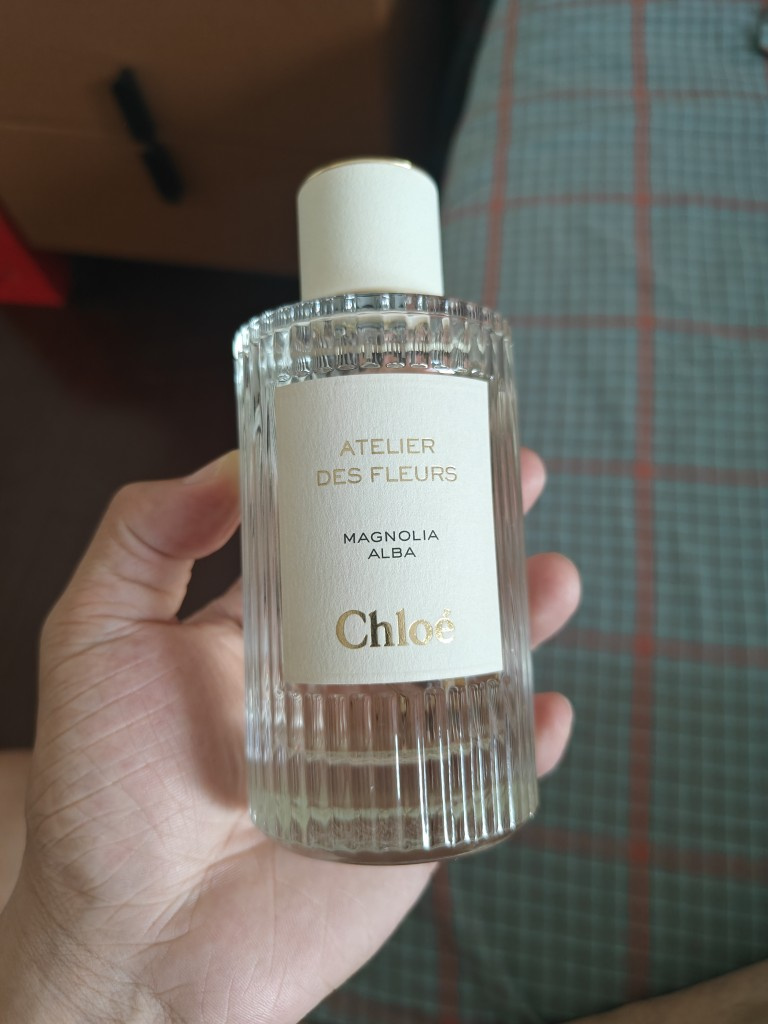 ATELIER
DES FLEURS
MAGNOLIA
ALBA
Chloé